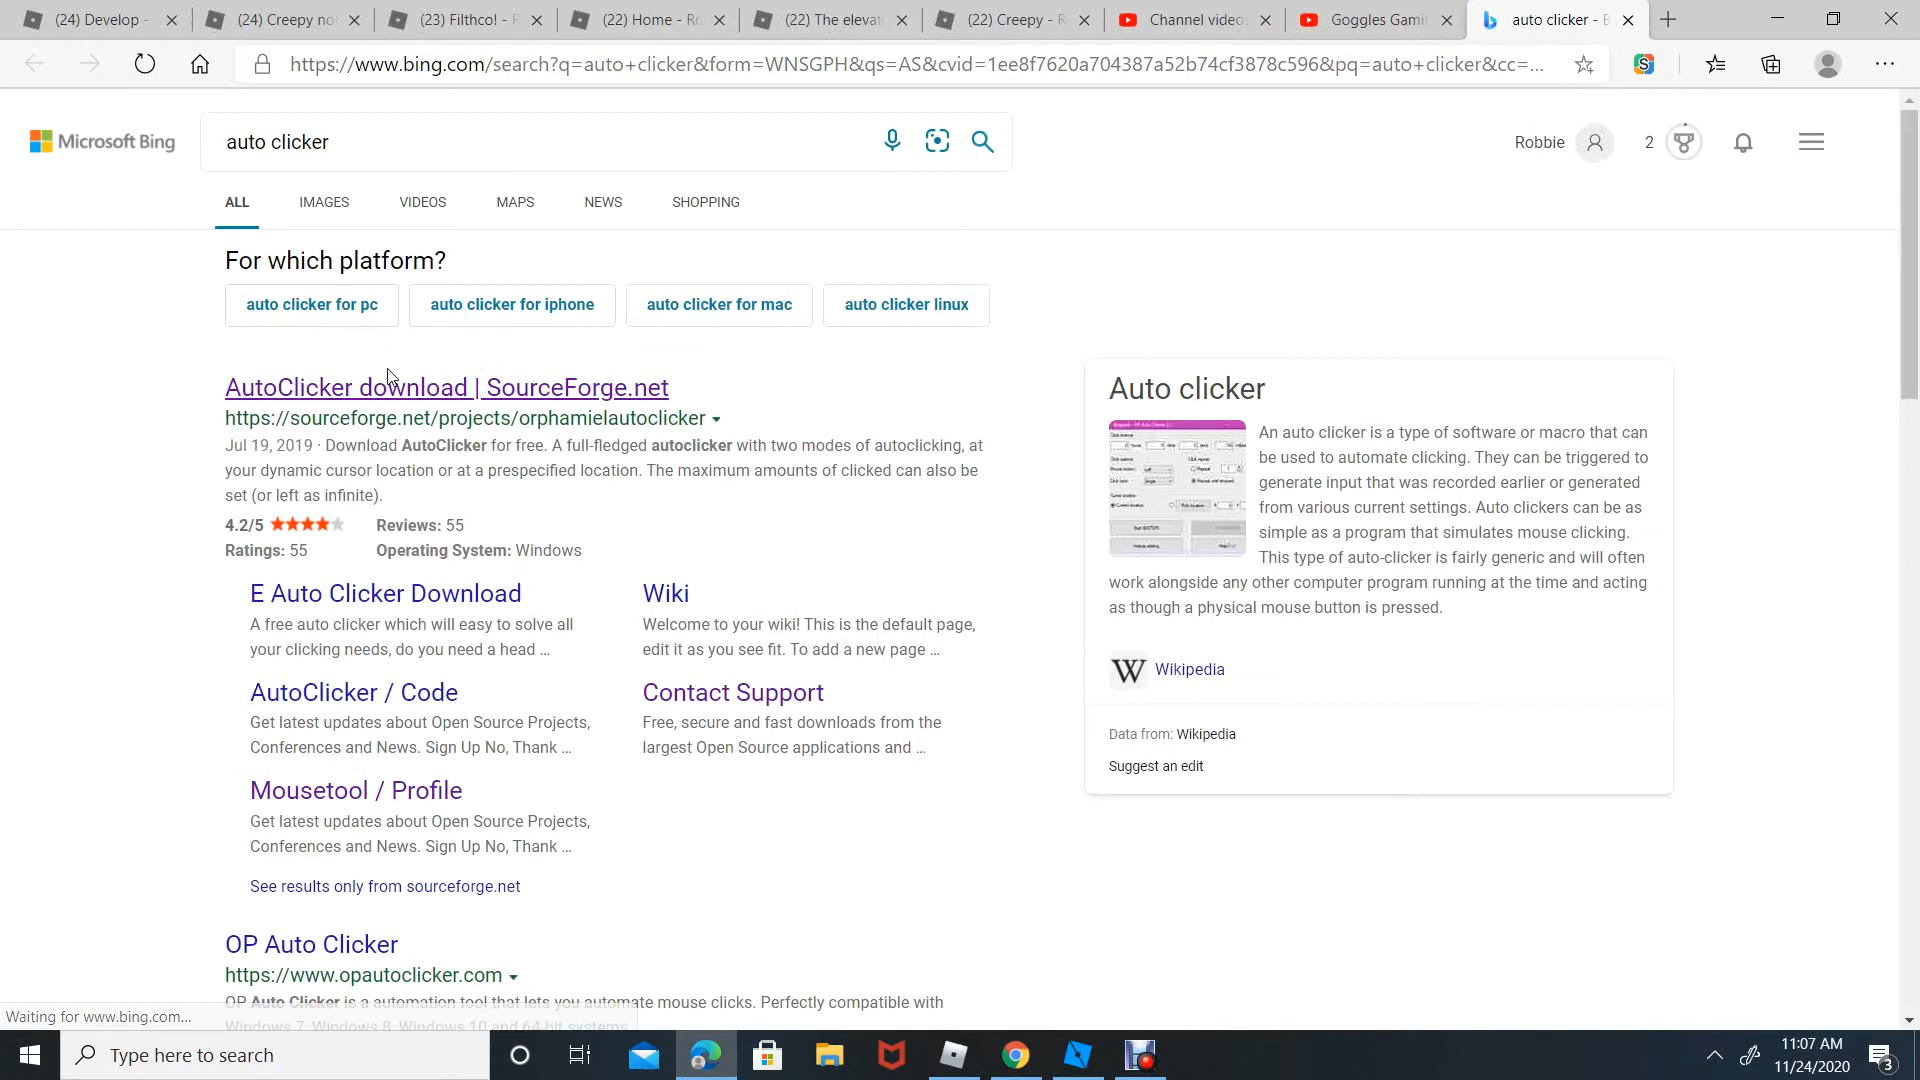 (24) Develop -
(24) Creepy no
(23) Filthco! - F
(22) Home - Ro
(22) The eleva
(22) Creepy - R
Channel videos
Goggles Gami
auto clicker - B
https://www.bing.com/search?q=auto+clicker&form=WNSGPH&qs=AS&cvid=1ee8f7620a704387a52b74cf3878c596&pq=auto+clicker&cc=...
Microsoft Bing
auto clicker
Robbie
2
ALL
IMAGES
VIDEOS
MAPS
NEWS
SHOPPING
For which platform?
auto clicker for pc
auto clicker for iphone
auto clicker for mac
auto clicker linux
AutoClicker download | SourceForge.net
https://sourceforge.net/projects/orphamielautoclicker
Jul 19, 2019 · Download AutoClicker for free. A full-fledged autoclicker with two modes of autoclicking, at
your dynamic cursor location or at a prespecified location. The maximum amounts of clicked can also be
set (or left as infinite).
4.2/5
Reviews: 55
Ratings: 55
Operating System: Windows
E Auto Clicker Download
A free auto clicker which will easy to solve all
your clicking needs, do you need a head ...
Wiki
Welcome to your wiki! This is the default page,
edit it as you see fit. To add a new page ...
AutoClicker / Code
Get latest updates about Open Source Projects,
Conferences and News. Sign Up No, Thank ...
Contact Support
Free, secure and fast downloads from the
largest Open Source applications and ...
Mousetool / Profile
Get latest updates about Open Source Projects,
Conferences and News. Sign Up No, Thank ...
See results only from sourceforge.net
OP Auto Clicker
https://www.opautoclicker.com
OP Auto Clicker is a automation tool that lets you automate mouse clicks. Perfectly compatible with
Windows 7, Windows 8, Windows 10 and 64-bit systems
Auto clicker
An auto clicker is a type of software or macro that can
be used to automate clicking. They can be triggered to
generate input that was recorded earlier or generated
from various current settings. Auto clickers can be as
simple as a program that simulates mouse clicking.
This type of auto-clicker is fairly generic and will often
work alongside any other computer program running at the time and acting
as though a physical mouse button is pressed.
W Wikipedia
Data from: Wikipedia
Suggest an edit
Waiting for www.bing.com...
Type here to search
11:07 AM
11/24/2020
3